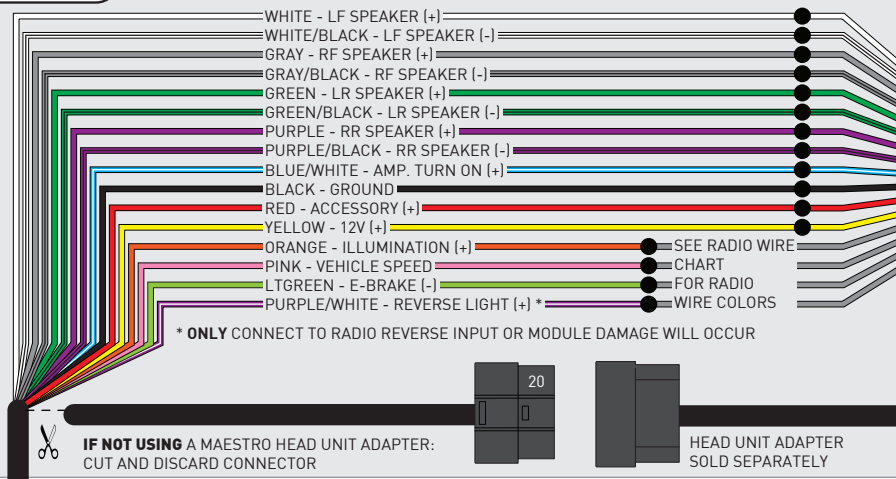 WHITE - LF SPEAKER (+)
WHITE/BLACK - LF SPEAKER (-)
GRAY - RF SPEAKER (+)
GRAY/BLACK - RF SPEAKER (-)
GREEN - LR SPEAKER (+)
GREEN/BLACK - LR SPEAKER (-)
PURPLE - RR SPEAKER (+)
PURPLE/BLACK - RR SPEAKER (-)
BLUE/WHITE - AMP. TURN ON (+)
BLACK - GROUND
RED - ACCESSORY (+)
YELLOW - 12V (+)
ORANGE - ILLUMINATION (+)
PINK - VEHICLE SPEED
LTGREEN - E-BRAKE (-)
PURPLE/WHITE - REVERSE LIGHT (+) *
SEE RADIO WIRE
CHART
FOR RADIO
WIRE COLORS
* ONLY CONNECT TO RADIO REVERSE INPUT OR MODULE DAMAGE WILL OCCUR
20
IF NOT USING A MAESTRO HEAD UNIT ADAPTER:
CUT AND DISCARD CONNECTOR
HEAD UNIT ADAPTER
SOLD SEPARATELY